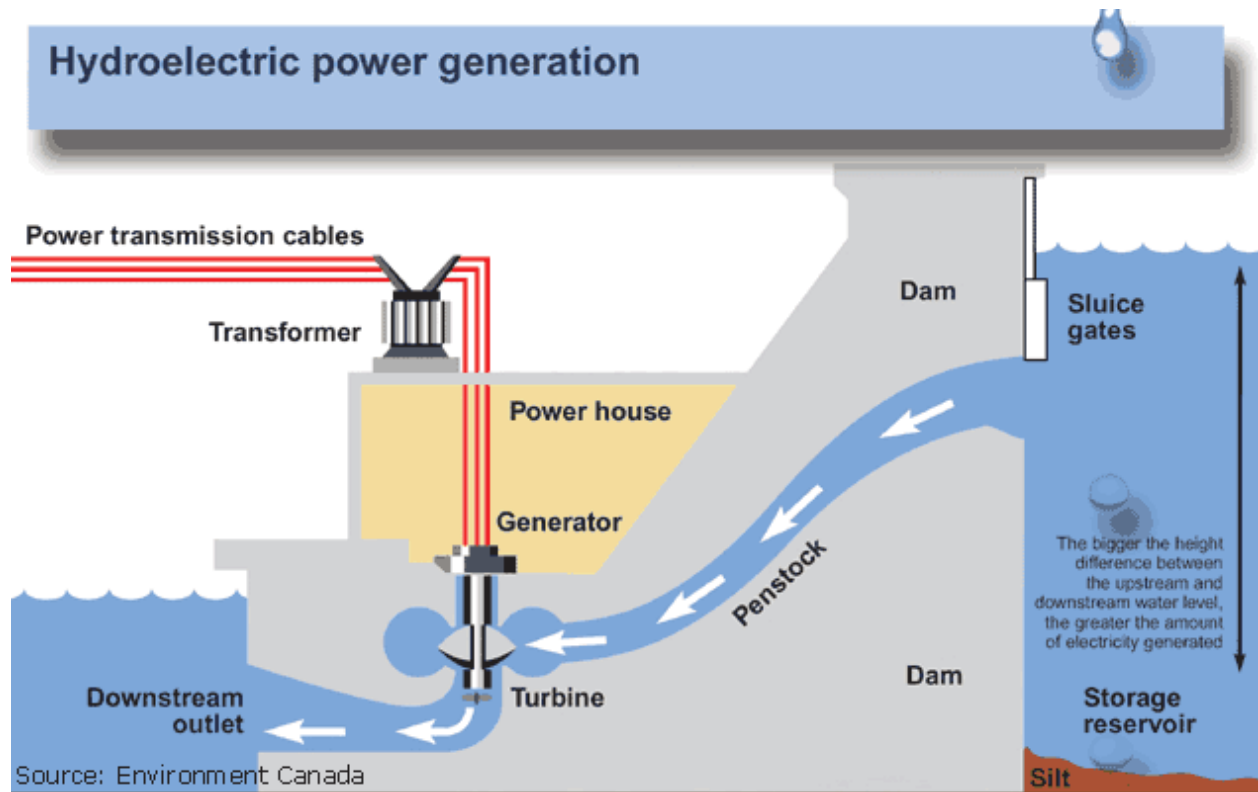 Hydroelectric power generation
Power transmission cables
Transformer
Dam
Sluice
gates
Power house
Generator
Penstock
The bigger the height
difference between
the upstream and
downstream water level,
the greater the amount
of electricity generated
Turbine
Dam
Downstream
outlet
Storage
reservoir
Silt
Source: Environment Canada